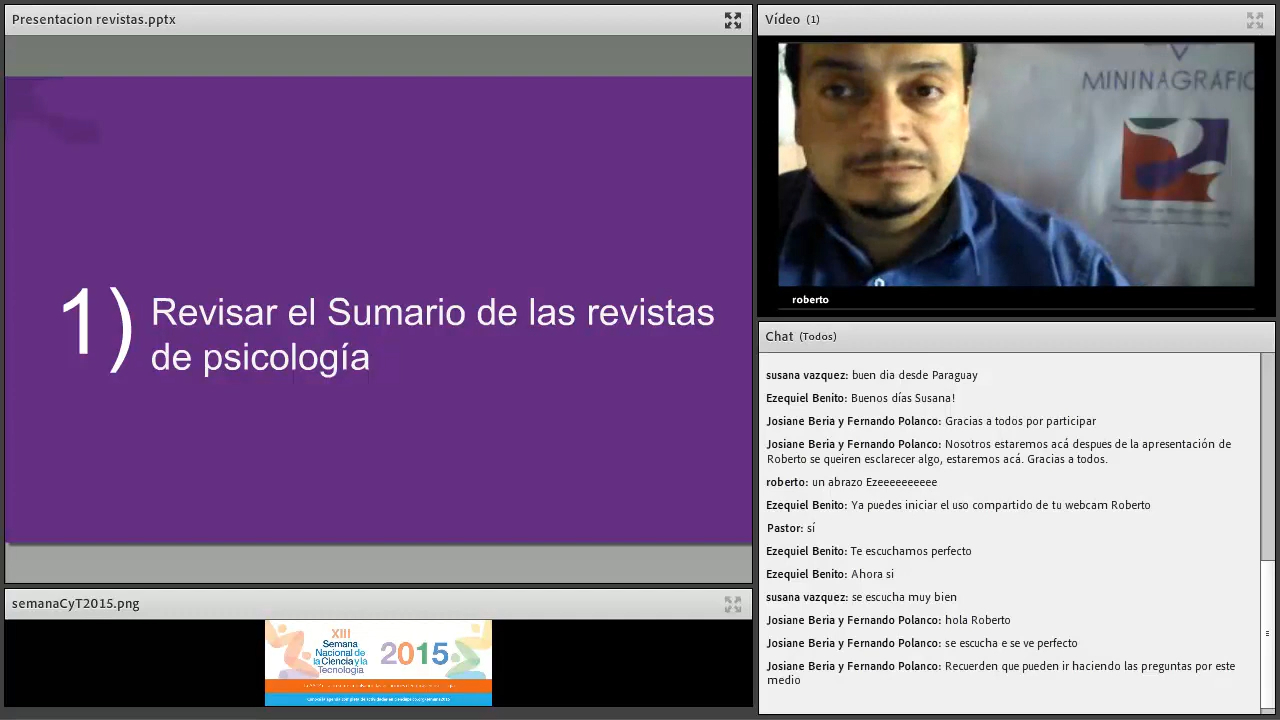 Presentacion revistas.pptx
1) Revisar el Sumario de las revistas
de psicología
semanaCyT2015.png
XIII
Semana
Nacional de
la Ciencia y la
Tecnología
2015
Vídeo (1)
MININAGRAFIC
roberto
Chat (Todos)
susana vazquez: buen dia desde Paraguay
Ezequiel Benito: Buenos días Susana!
Josiane Beria y Fernando Polanco: Gracias a todos por participar
Josiane Beria y Fernando Polanco: Nosotros estaremos acá despues de la apresentación de
Roberto se queiren esclarecer algo, estaremos acá. Gracias a todos.
roberto: un abrazo Ezeeeeeeeeee
Ezequiel Benito: Ya puedes iniciar el uso compartido de tu webcam Roberto
Pastor: sí
Ezequiel Benito: Te escuchamos perfecto
Ezequiel Benito: Ahora si
susana vazquez: se escucha muy bien
Josiane Beria y Fernando Polanco: hola Roberto
Josiane Beria y Fernando Polanco: se escucha e se ve perfecto
Josiane Beria y Fernando Polanco: Recuerden que pueden ir haciendo las preguntas por este
medio